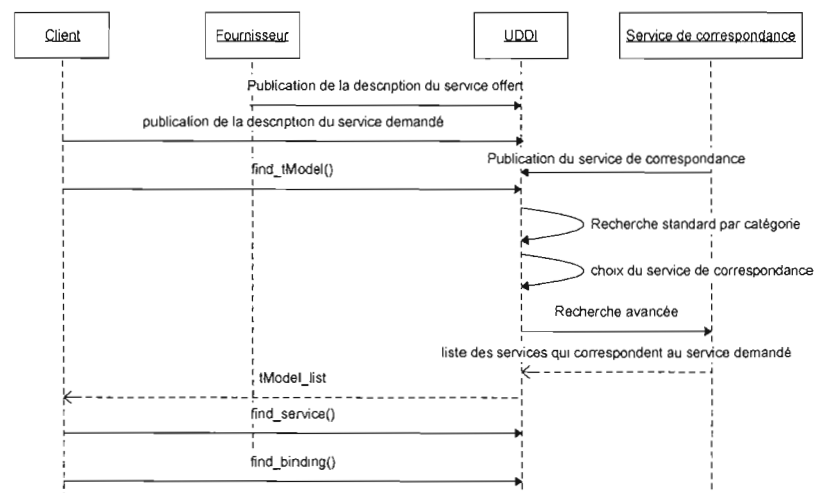 Client
Fournisseur
UDDI
Service de correspondance
Publication de la description du service offert
publication de la description du service demandé
Publication du service de correspondance
find_tModel()
Recherche standard par catégorie
choix du service de correspondance
Recherche avancée
liste des services qui correspondent au service demandé
tModel_list
find_service()
find_binding()